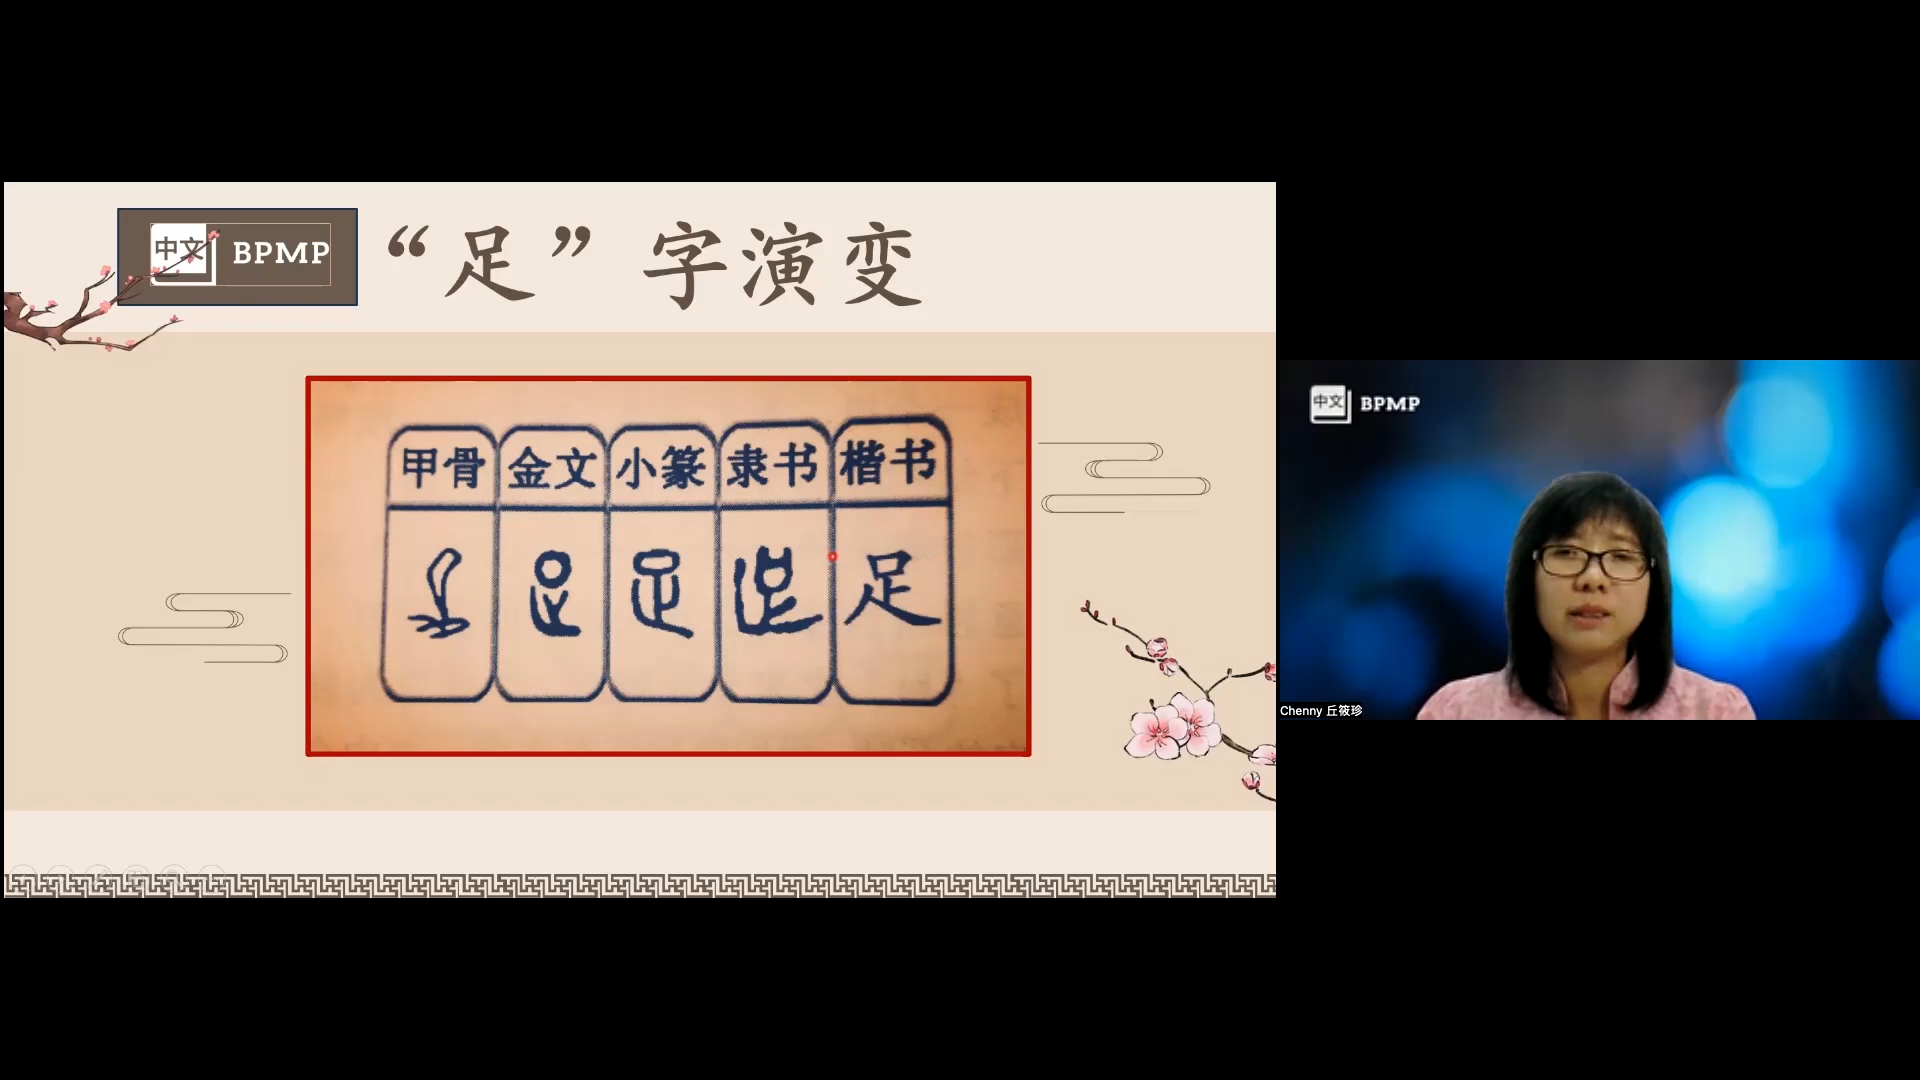 中文 BPMP
“足”字演变
甲骨 金文 小篆 隶书 楷书
足
中文 BPMP
Chenny 丘筱珍